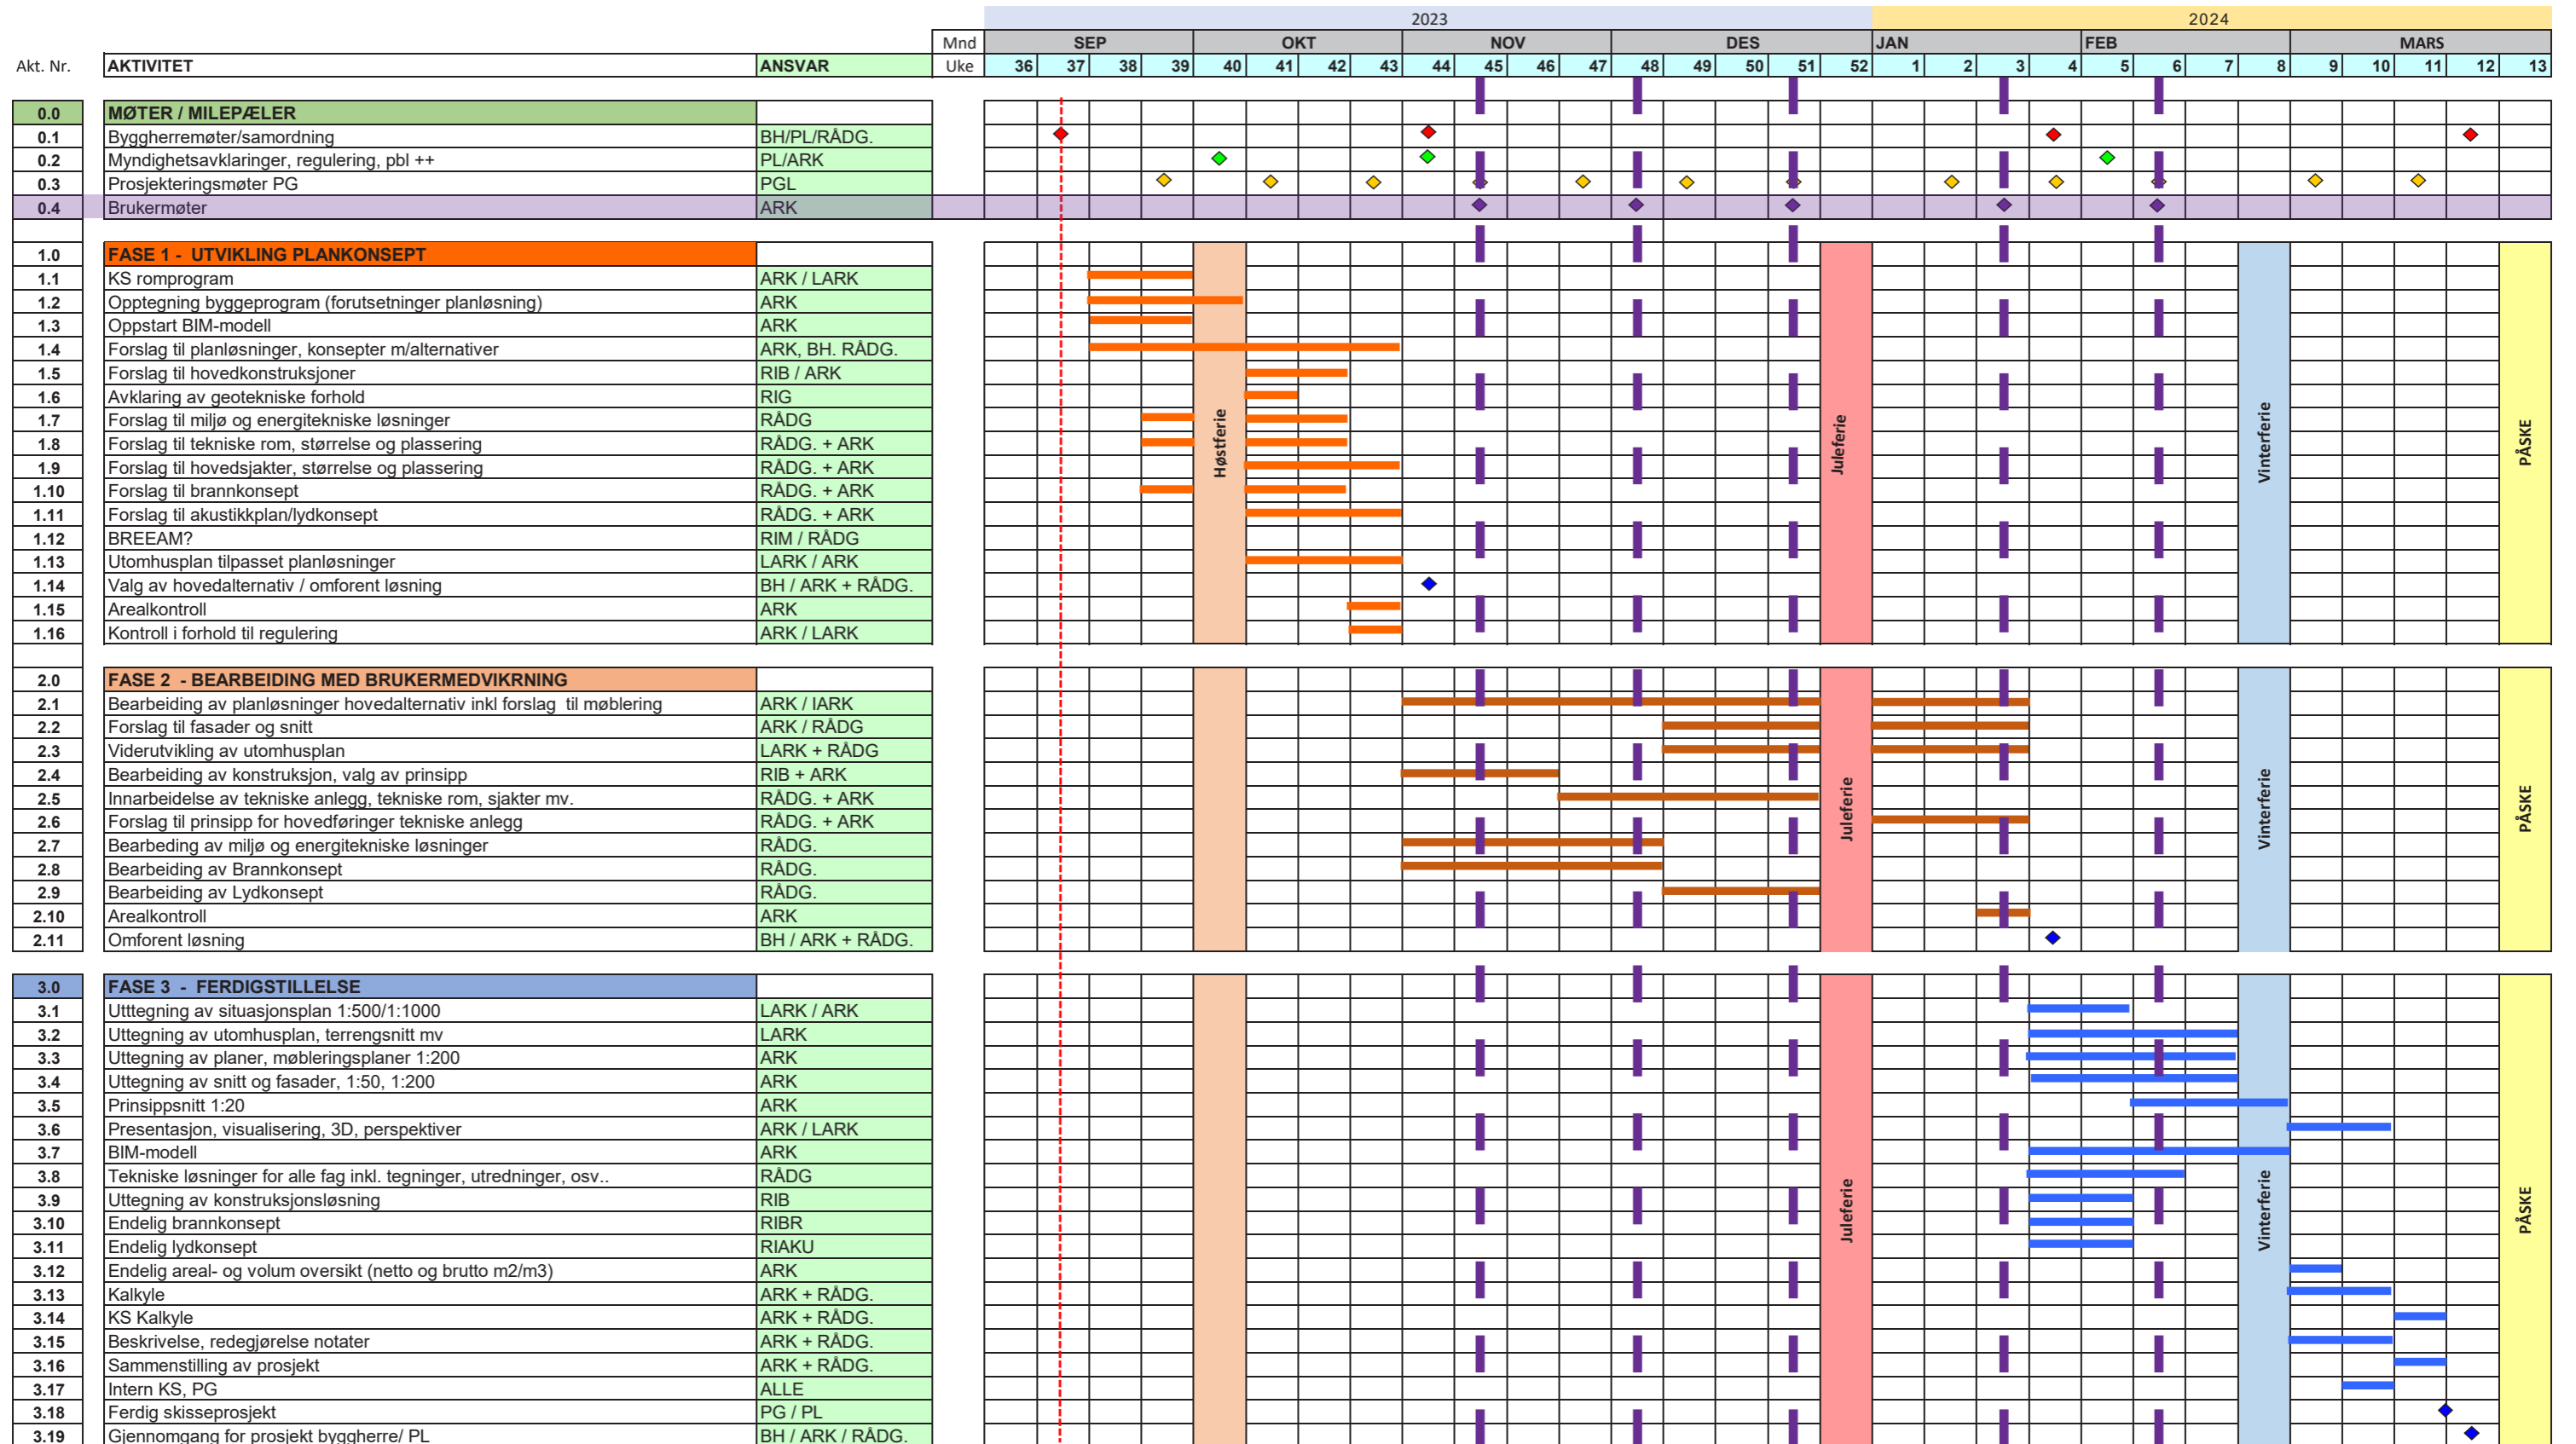 2023 2024
Mnd SEP OKT NOV DES JAN FEB MARS
Akt. Nr. AKTIVITET ANSVAR Uke 36 37 38 39 40 41 42 43 44 45 46 47 48 49 50 51 52 1 2 3 4 5 6 7 8 9 10 11 12 13
0.0 MØTER / MILEPÆLER
0.1 Byggherremøter/samordning BH/PL/RÅDG.
0.2 Myndighetsavklaringer, regulering, pbl ++ PL/ARK
0.3 Prosjekteringsmøter PG PGL
0.4 Brukermøter ARK
1.0 FASE 1 - UTVIKLING PLANKONSEPT
1.1 KS romprogram ARK / LARK
1.2 Opptegning byggeprogram (forutsetninger planløsning) ARK
1.3 Oppstart BIM-modell ARK
1.4 Forslag til planløsninger, konsepter m/alternativer ARK, BH. RÅDG.
1.5 Forslag til hovedkonstruksjoner RIB / ARK
1.6 Avklaring av geotekniske forhold RIG
1.7 Forslag til miljø og energitekniske løsninger RÅDG
1.8 Forslag til tekniske rom, størrelse og plassering RÅDG. + ARK
1.9 Forslag til hovedsjakter, størrelse og plassering RÅDG. + ARK
1.10 Forslag til brannkonsept RÅDG. + ARK
1.11 Forslag til akustikkplan/lydkonsept RÅDG. + ARK
1.12 BREEAM? RIM / RÅDG
1.13 Utomhusplan tilpasset planløsninger LARK / ARK
1.14 Valg av hovedalternativ / omforent løsning BH / ARK + RÅDG.
1.15 Arealkontroll ARK
1.16 Kontroll i forhold til regulering ARK / LARK
Høstferie Juleferie Vinterferie PÅSKE
2.0 FASE 2 - BEARBEIDING MED BRUKERMEDVIKRNING
2.1 Bearbeiding av planløsninger hovedalternativ inkl forslag til møblering ARK / IARK
2.2 Forslag til fasader og snitt ARK / RÅDG
2.3 Viderutvikling av utomhusplan LARK + RÅDG
2.4 Bearbeiding av konstruksjon, valg av prinsipp RIB + ARK
2.5 Innarbeidelse av tekniske anlegg, tekniske rom, sjakter mv. RÅDG. + ARK
2.6 Forslag til prinsipp for hovedføringer tekniske anlegg RÅDG. + ARK
2.7 Bearbeding av miljø og energitekniske løsninger RÅDG.
2.8 Bearbeiding av Brannkonsept RÅDG.
2.9 Bearbeiding av Lydkonsept RÅDG.
2.10 Arealkontroll ARK
2.11 Omforent løsning BH / ARK + RÅDG.
Juleferie Vinterferie PÅSKE
3.0 FASE 3 - FERDIGSTILLELSE
3.1 Utttegning av situasjonsplan 1:500/1:1000 LARK / ARK
3.2 Uttegning av utomhusplan, terrengsnitt mv LARK
3.3 Uttegning av planer, møbleringsplaner 1:200 ARK
3.4 Uttegning av snitt og fasader, 1:50, 1:200 ARK
3.5 Prinsippsnitt 1:20 ARK
3.6 Presentasjon, visualisering, 3D, perspektiver ARK / LARK
3.7 BIM-modell ARK
3.8 Tekniske løsninger for alle fag inkl. tegninger, utredninger, osv.. RÅDG
3.9 Uttegning av konstruksjonsløsning RIB
3.10 Endelig brannkonsept RIBR
3.11 Endelig lydkonsept RIAKU
3.12 Endelig areal- og volum oversikt (netto og brutto m2/m3) ARK
3.13 Kalkyle ARK + RÅDG.
3.14 KS Kalkyle ARK + RÅDG.
3.15 Beskrivelse, redegjørelse notater ARK + RÅDG.
3.16 Sammenstilling av prosjekt ARK + RÅDG.
3.17 Intern KS, PG ALLE
3.18 Ferdig skisseprosjekt PG / PL
3.19 Gjennomgang for prosjekt byggherre/ PL BH / ARK / RÅDG.
Juleferie Vinterferie PÅSKE